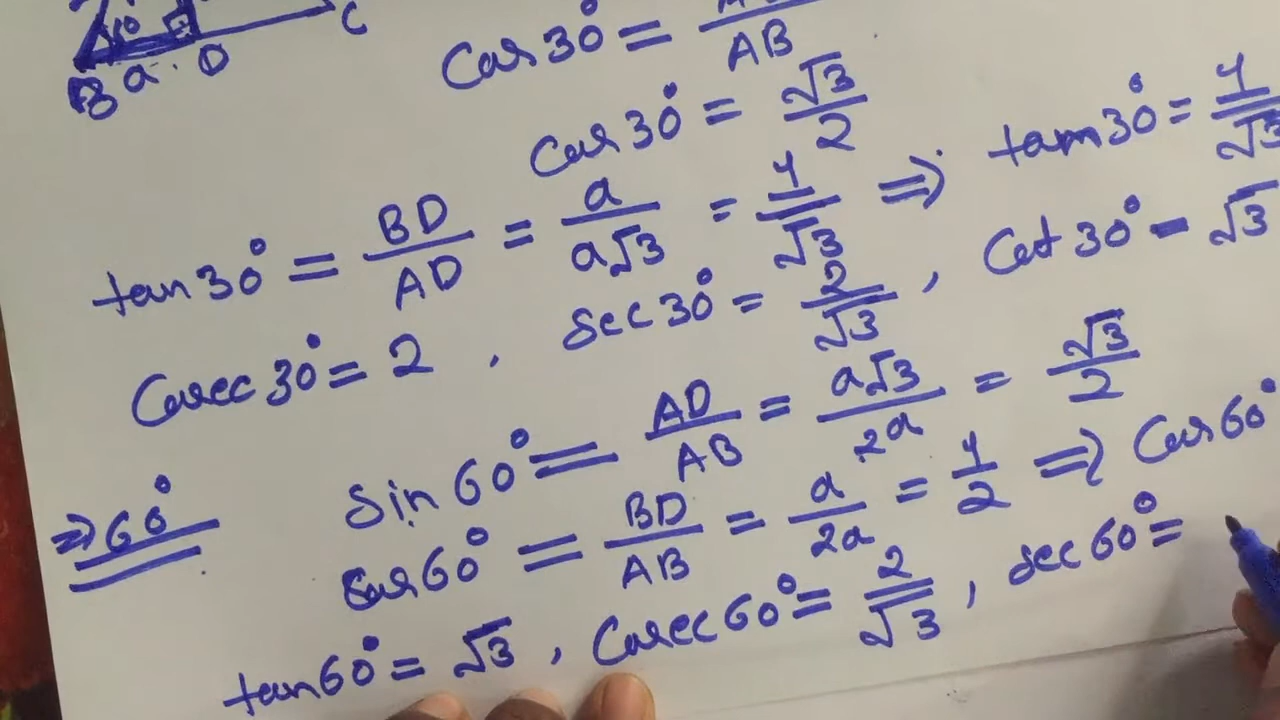 B a. D C
Cos 30° = /AB
Cos 30° = √3/2
tan 30° = BD/AD = a/a√3 = 1/√3 ⇒ tan 30° = 1/√3
Cosec 30° = 2 , Sec 30° = 2/√3 , Cot 30° = √3
⇒ 60° Sin 60° = AD/AB = a√3/2a = √3/2
Cos 60° = BD/AB = a/2a = 1/2 ⇒ Cos 60°
tan 60° = √3 , Cosec 60° = 2/√3 , Sec 60° =